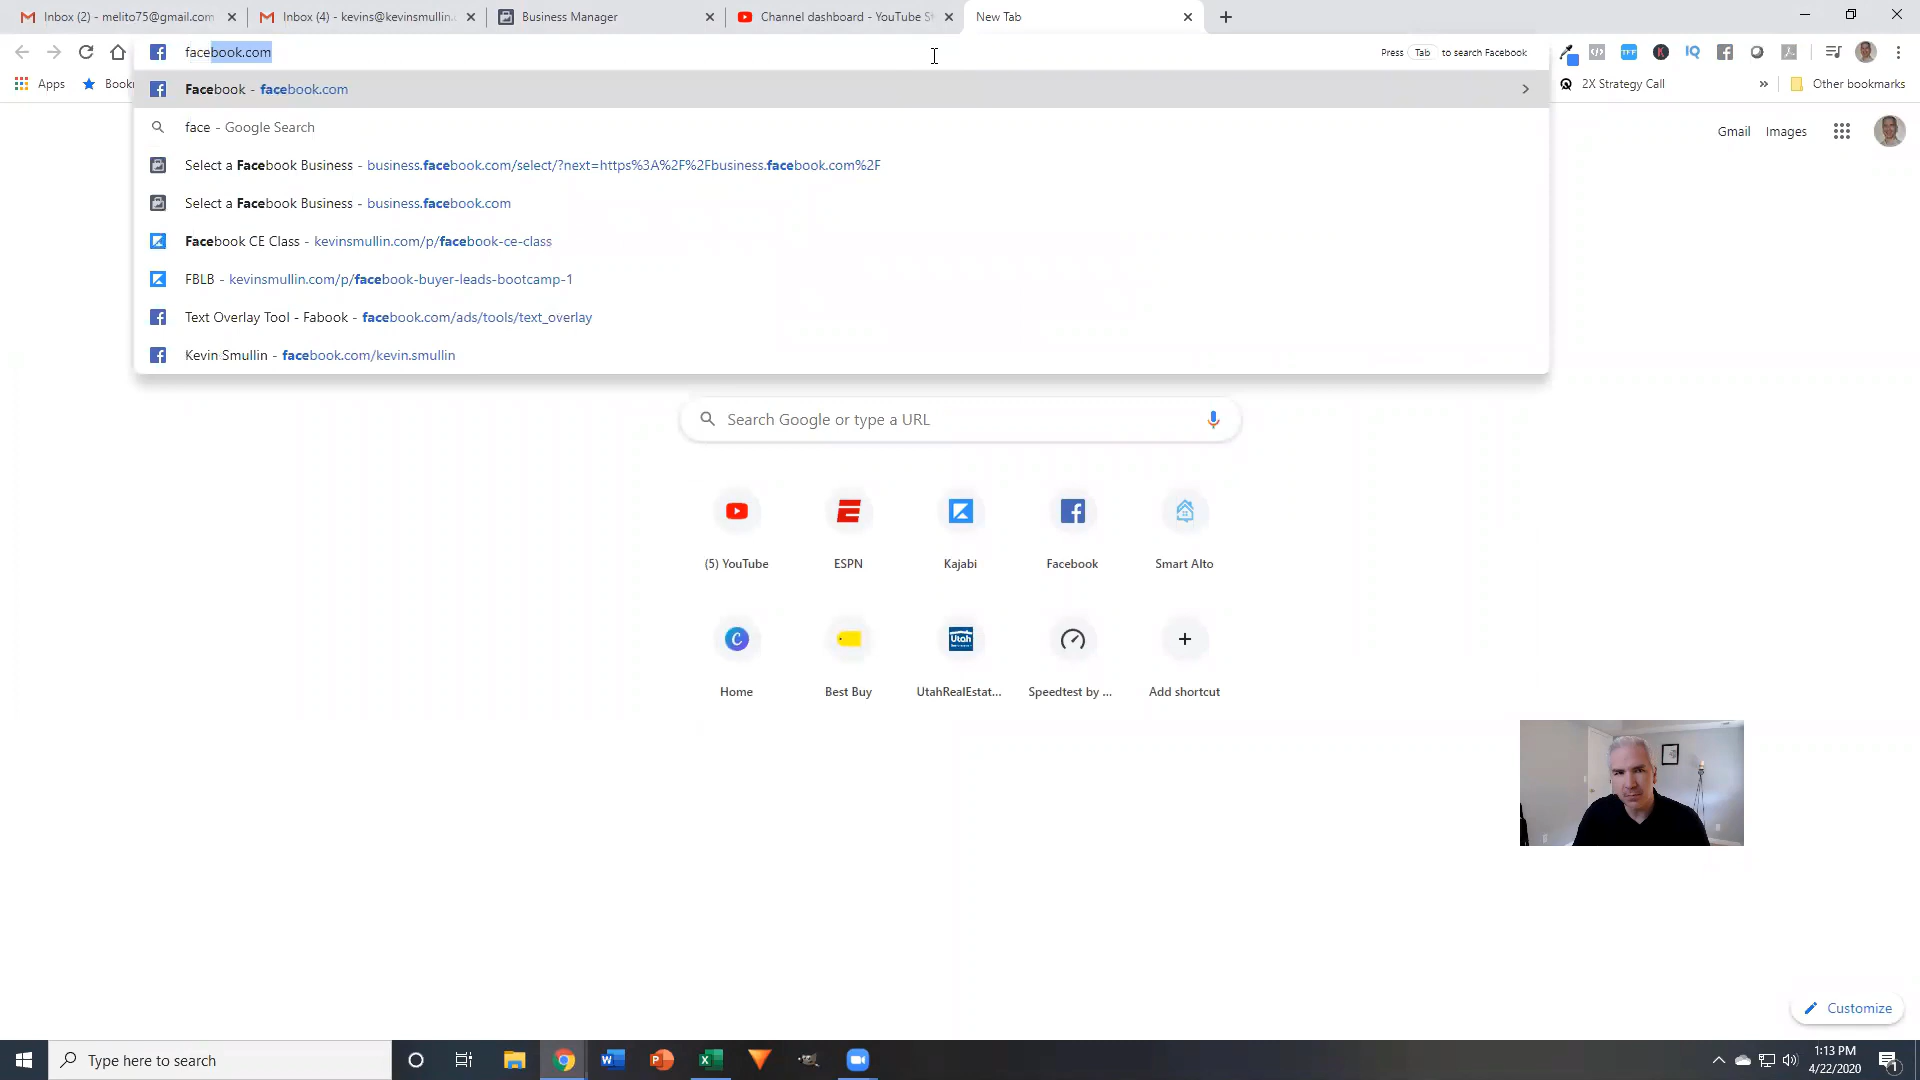 Inbox (2) - melito75@gmail.com
Inbox (4) - kevins@kevinsmullin.
Business Manager
Channel dashboard - YouTube St
New Tab
facebook.com
Press Tab to search Facebook
Apps
Bookr
2X Strategy Call
»
Other bookmarks
Facebook - facebook.com
face - Google Search
Select a Facebook Business - business.facebook.com/select/?next=https%3A%2F%2Fbusiness.facebook.com%2F
Select a Facebook Business - business.facebook.com
Facebook CE Class - kevinsmullin.com/p/facebook-ce-class
FBLB - kevinsmullin.com/p/facebook-buyer-leads-bootcamp-1
Text Overlay Tool - Fabook - facebook.com/ads/tools/text_overlay
Kevin Smullin - facebook.com/kevin.smullin
Gmail
Images
Search Google or type a URL
(5) YouTube
ESPN
Kajabi
Facebook
Smart Alto
Home
Best Buy
UtahRealEstat...
Speedtest by ...
Add shortcut
Customize
Type here to search
1:13 PM
4/22/2020